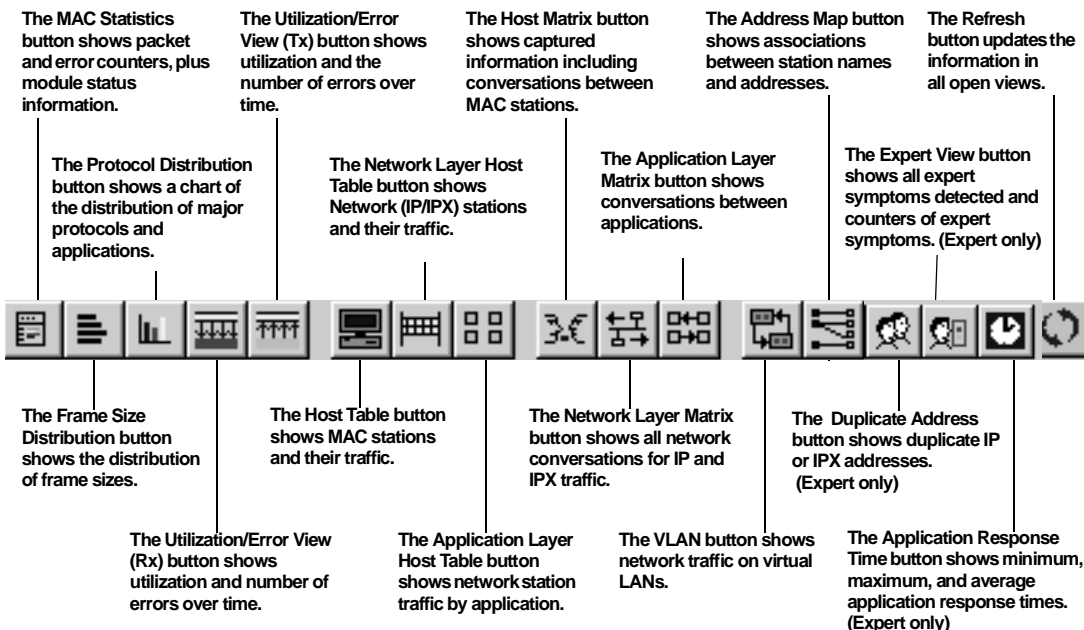 The MAC Statistics
button shows packet
and error counters, plus
module status
information.
The Utilization/Error
View (Tx) button shows
utilization and the
number of errors over
time.
The Host Matrix button
shows captured
information including
conversations between
MAC stations.
The Address Map button
shows associations
between station names
and addresses.
The Refresh
button updates the
information in
all open views.
The Protocol Distribution
button shows a chart of
the distribution of major
protocols and
applications.
The Network Layer Host
Table button shows
Network (IP/IPX) stations
and their traffic.
The Application Layer
Matrix button shows
conversations between
applications.
The Expert View button
shows all expert
symptoms detected and
counters of expert
symptoms. (Expert only)
The Frame Size
Distribution button
shows the distribution
of frame sizes.
The Host Table button
shows MAC stations
and their traffic.
The Network Layer Matrix
button shows all network
conversations for IP and
IPX traffic.
The Duplicate Address
button shows duplicate IP
or IPX addresses.
(Expert only)
The Utilization/Error View
(Rx) button shows
utilization and number of
errors over time.
The Application Layer
Host Table button
shows network station
traffic by application.
The VLAN button shows
network traffic on virtual
LANs.
The Application Response
Time button shows minimum,
maximum, and average
application response times.
(Expert only)